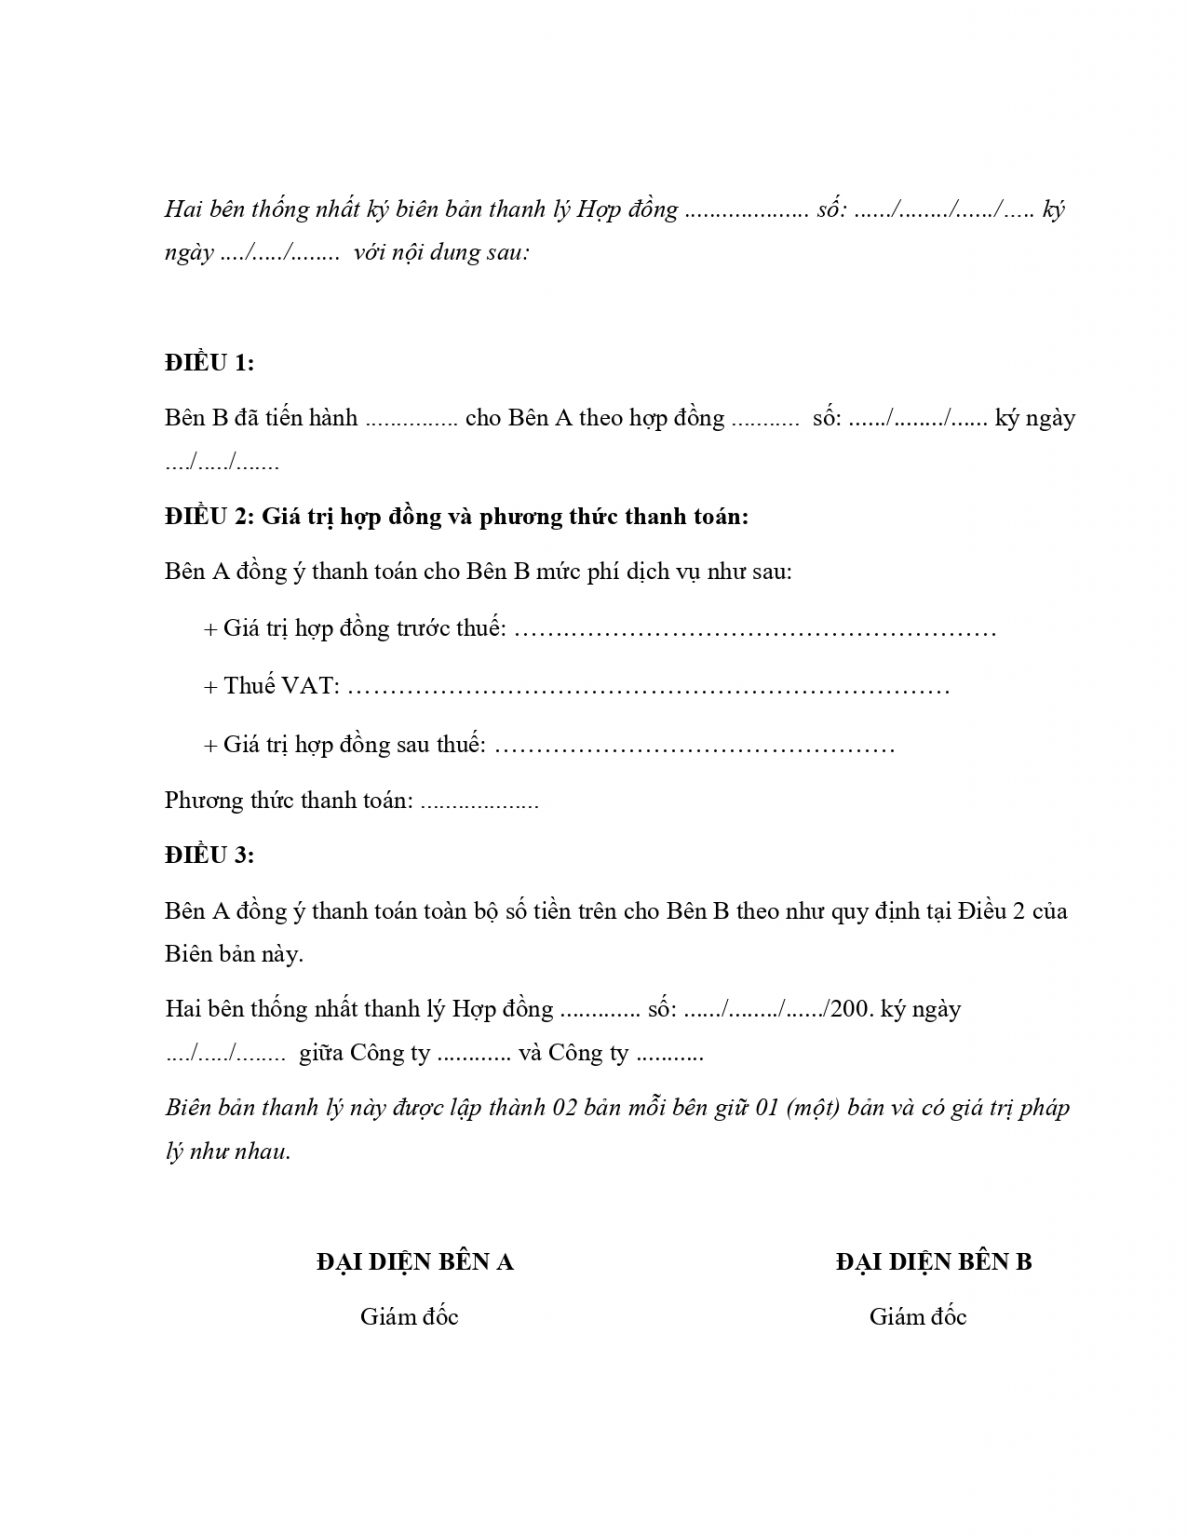 Hai bên thống nhất ký biên bản thanh lý Hợp đồng .................... số: ....../......../....../….. ký
ngày ..../...../........ với nội dung sau:
ĐIỀU 1:
Bên B đã tiến hành ............... cho Bên A theo hợp đồng ........... số: ....../......../...... ký ngày
..../...../.......
ĐIỀU 2: Giá trị hợp đồng và phương thức thanh toán:
Bên A đồng ý thanh toán cho Bên B mức phí dịch vụ như sau:
+ Giá trị hợp đồng trước thuế: …………………………………………………
+ Thuế VAT: ………………………………………………………………
+ Giá trị hợp đồng sau thuế: …………………………………………
Phương thức thanh toán: ...................
ĐIỀU 3:
Bên A đồng ý thanh toán toàn bộ số tiền trên cho Bên B theo như quy định tại Điều 2 của
Biên bản này.
Hai bên thống nhất thanh lý Hợp đồng ............. số: ....../......../....../200. ký ngày
..../...../........ giữa Công ty ............ và Công ty ...........
Biên bản thanh lý này được lập thành 02 bản mỗi bên giữ 01 (một) bản và có giá trị pháp
lý như nhau.
ĐẠI DIỆN BÊN A ĐẠI DIỆN BÊN B
Giám đốc Giám đốc